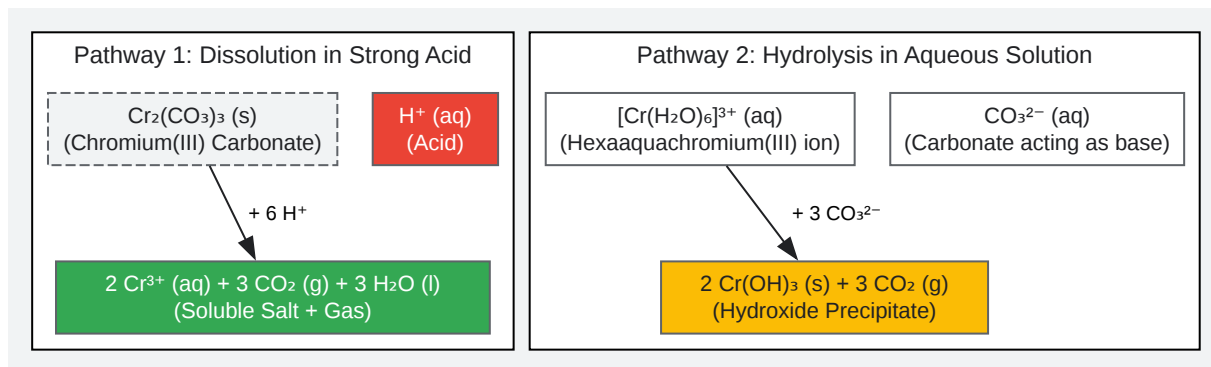 Pathway 1: Dissolution in Strong Acid
Cr₂(CO₃)₃ (s)
(Chromium(III) Carbonate)
H⁺ (aq)
(Acid)
+ 6 H⁺
2 Cr³⁺ (aq) + 3 CO₂ (g) + 3 H₂O (l)
(Soluble Salt + Gas)
Pathway 2: Hydrolysis in Aqueous Solution
[Cr(H₂O)₆]³⁺ (aq)
(Hexaaquachromium(III) ion)
CO₃²⁻ (aq)
(Carbonate acting as base)
+ 3 CO₃²⁻
2 Cr(OH)₃ (s) + 3 CO₂ (g)
(Hydroxide Precipitate)